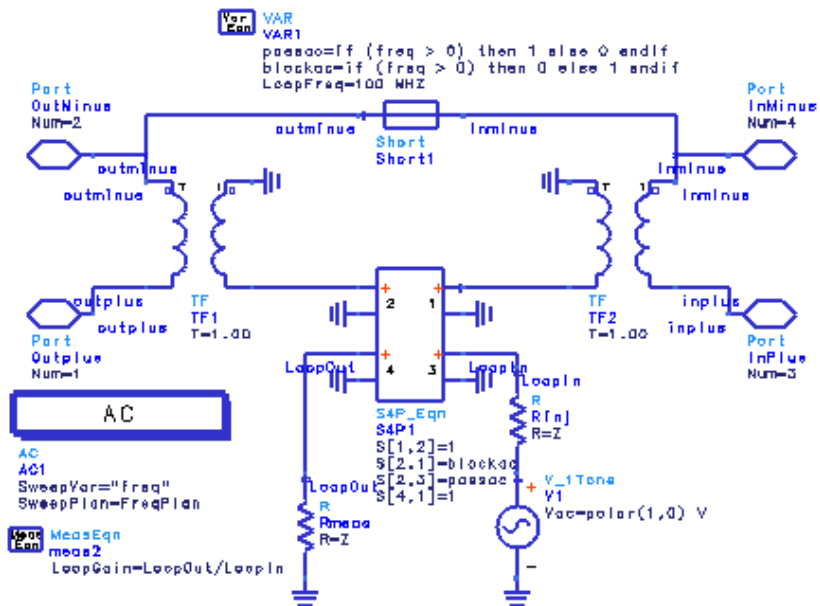 Var
Eqn
VAR
VAR1
passac=if (freq > 0) then 1 else 0 endif
blockac=if (freq > 0) then 0 else 1 endif
LoopFreq=100 MHZ
Port
OutMinus
Num=2
Port
InMinus
Num=4
outminus
inminus
Short
Short1
outminus
outminus
inminus
inminus
T
1
T
1
outplus
outplus
TF
TF1
T=1.00
2
1
TF
TF2
T=1.00
inplus
inplus
Port
Outplus
Num=1
Port
InPlus
Num=3
LoopOut
4
3
LoopIn
LoopIn
AC
R
Rinj
R=Z
S4P_Eqn
S4P1
S[1,2]=1
S[2,1]=blockac
S[2,3]=passac
S[4,1]=1
AC
AC1
SweepVar="freq"
SweepPlan=FreqPlan
LoopOut
R
Rmeas
R=Z
V_1Tone
V1
Vac=polar(1,0) V
Meas
Eqn
MeasEqn
meas2
LoopGain=LoopOut/LoopIn